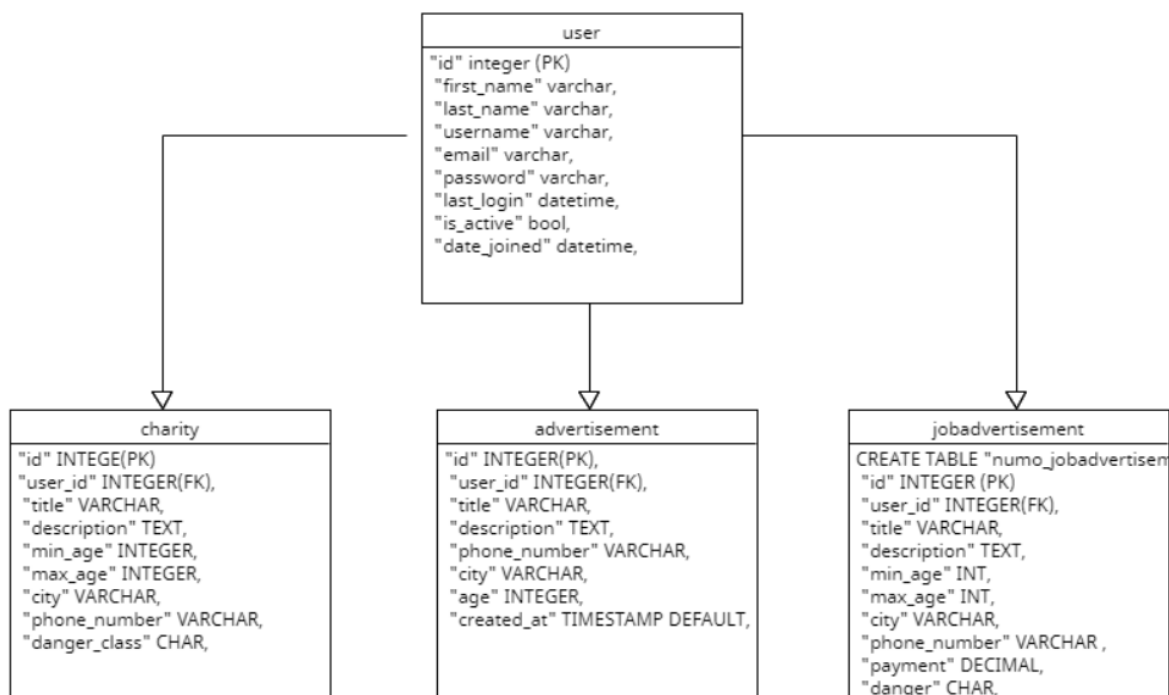 user
"id" integer (PK)
"first_name" varchar,
"last_name" varchar,
"username" varchar,
"email" varchar,
"password" varchar,
"last_login" datetime,
"is_active" bool,
"date_joined" datetime,
charity
"id" INTEGE(PK)
"user_id" INTEGER(FK),
"title" VARCHAR,
"description" TEXT,
"min_age" INTEGER,
"max_age" INTEGER,
"city" VARCHAR,
"phone_number" VARCHAR,
"danger_class" CHAR,
advertisement
"id" INTEGER(PK),
"user_id" INTEGER(FK),
"title" VARCHAR,
"description" TEXT,
"phone_number" VARCHAR,
"city" VARCHAR,
"age" INTEGER,
"created_at" TIMESTAMP DEFAULT,
jobadvertisement
CREATE TABLE "numo_jobadvertisem
"id" INTEGER (PK)
"user_id" INTEGER(FK),
"title" VARCHAR,
"description" TEXT,
"min_age" INT,
"max_age" INT,
"city" VARCHAR,
"phone_number" VARCHAR ,
"payment" DECIMAL,
"danger" CHAR,